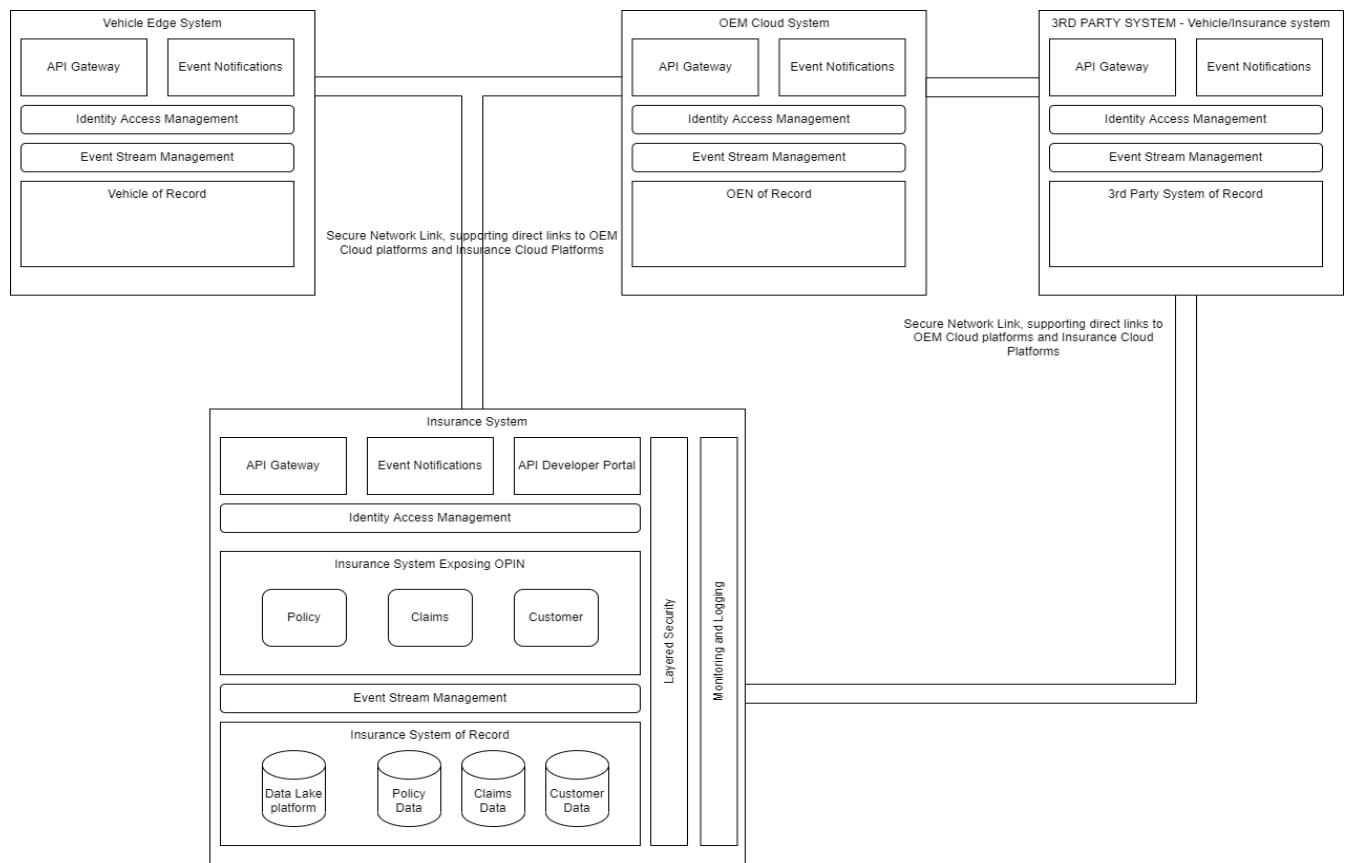 Vehicle Edge System
API Gateway
Event Notifications
Identity Access Management
Event Stream Management
Vehicle of Record
OEM Cloud System
API Gateway
Event Notifications
Identity Access Management
Event Stream Management
OEN of Record
3RD PARTY SYSTEM - Vehicle/Insurance system
API Gateway
Event Notifications
Identity Access Management
Event Stream Management
3rd Party System of Record
Secure Network Link, supporting direct links to OEM
Cloud platforms and Insurance Cloud Platforms
Secure Network Link, supporting direct links to
OEM Cloud platforms and Insurance Cloud
Platforms
Insurance System
API Gateway
Event Notifications
API Developer Portal
Identity Access Management
Insurance System Exposing OPIN
Policy
Claims
Customer
Event Stream Management
Insurance System of Record
Data Lake
platform
Policy
Data
Claims
Data
Customer
Data
Layered Security
Monitoring and Logging